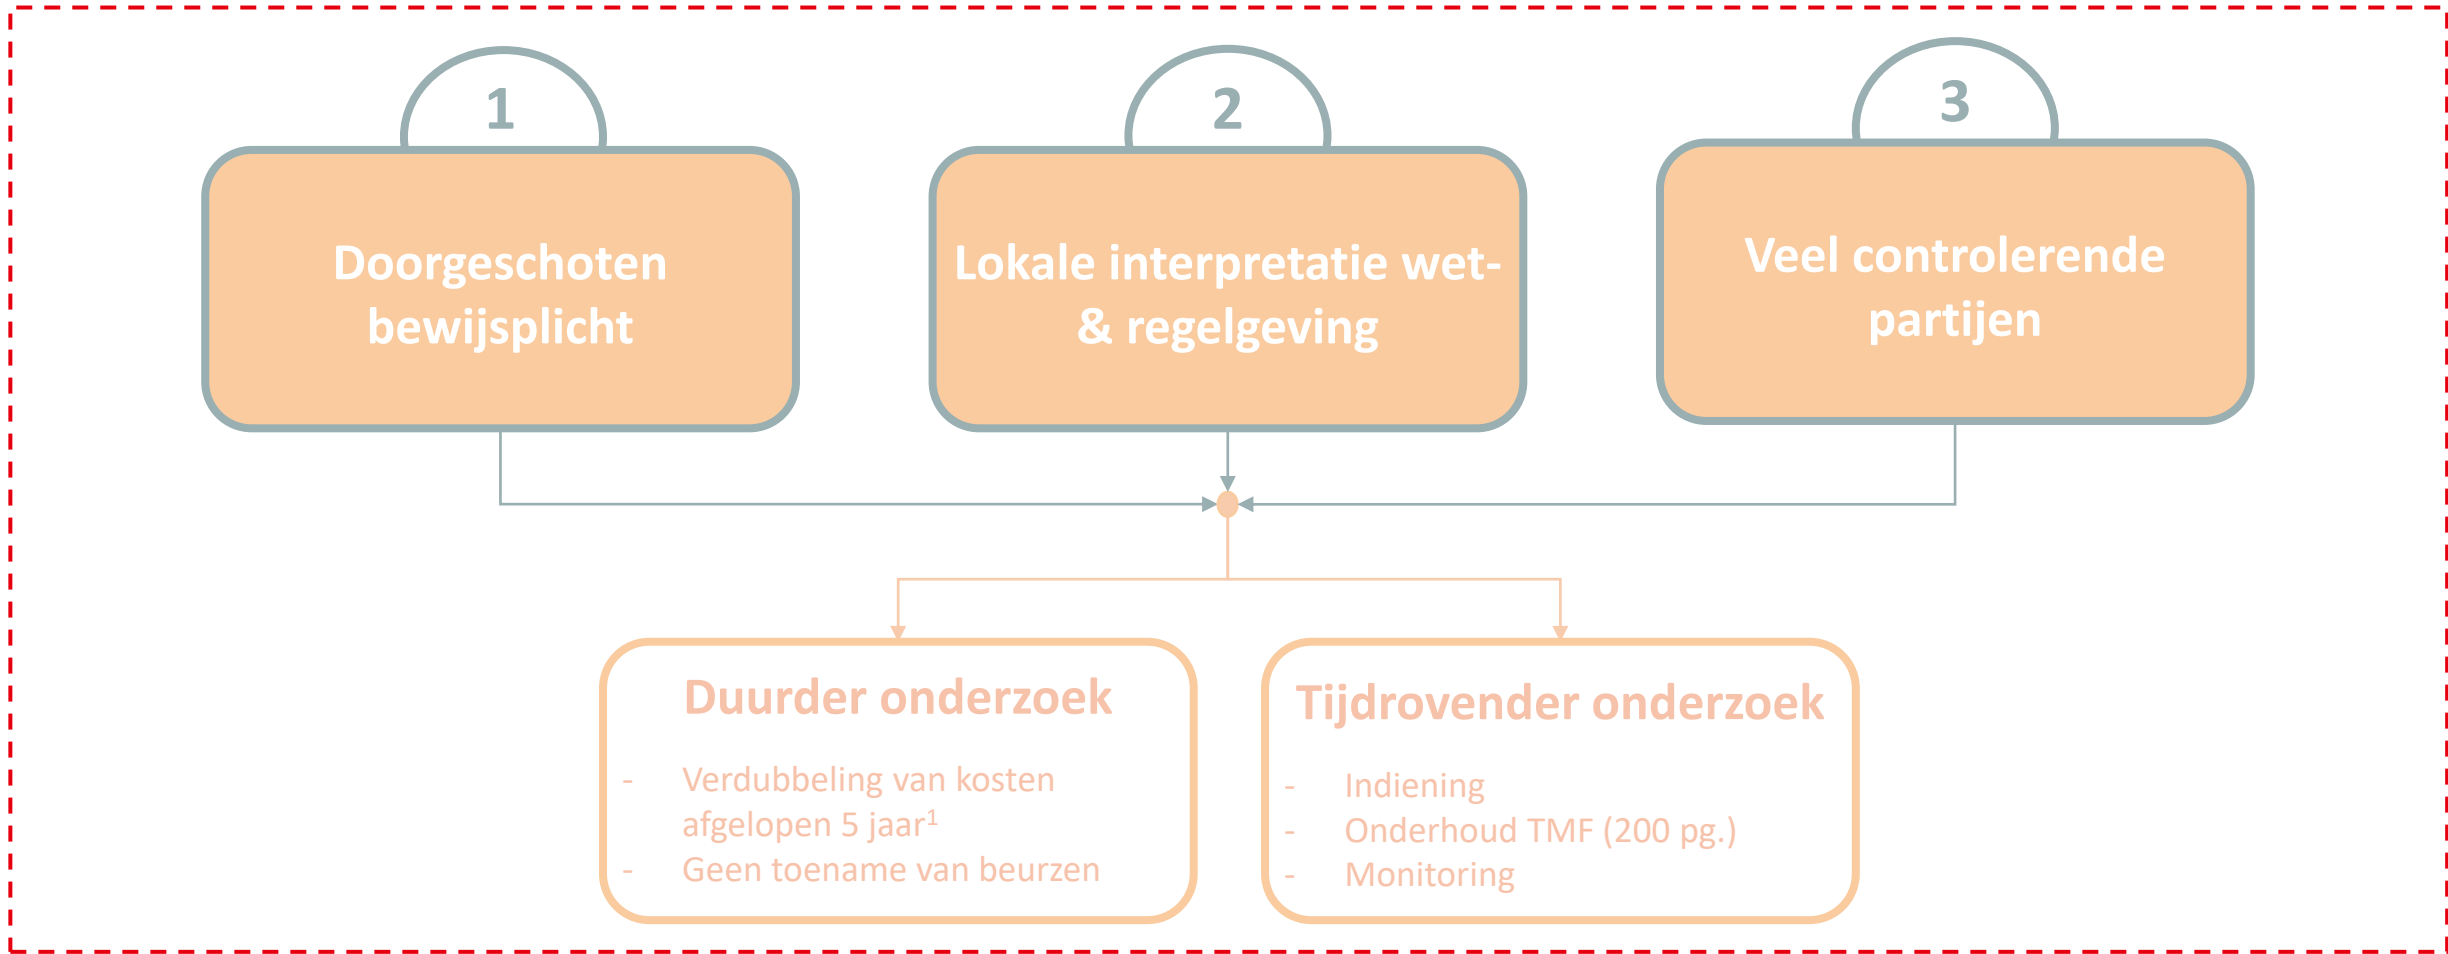 1
Doorgeschoten
bewijsplicht
2
Lokale interpretatie wet-
& regelgeving
3
Veel controlerende
partijen
Duurder onderzoek
- Verdubbeling van kosten
afgelopen 5 jaar¹
- Geen toename van beurzen
Tijdrovender onderzoek
- Indiening
- Onderhoud TMF (200 pg.)
- Monitoring